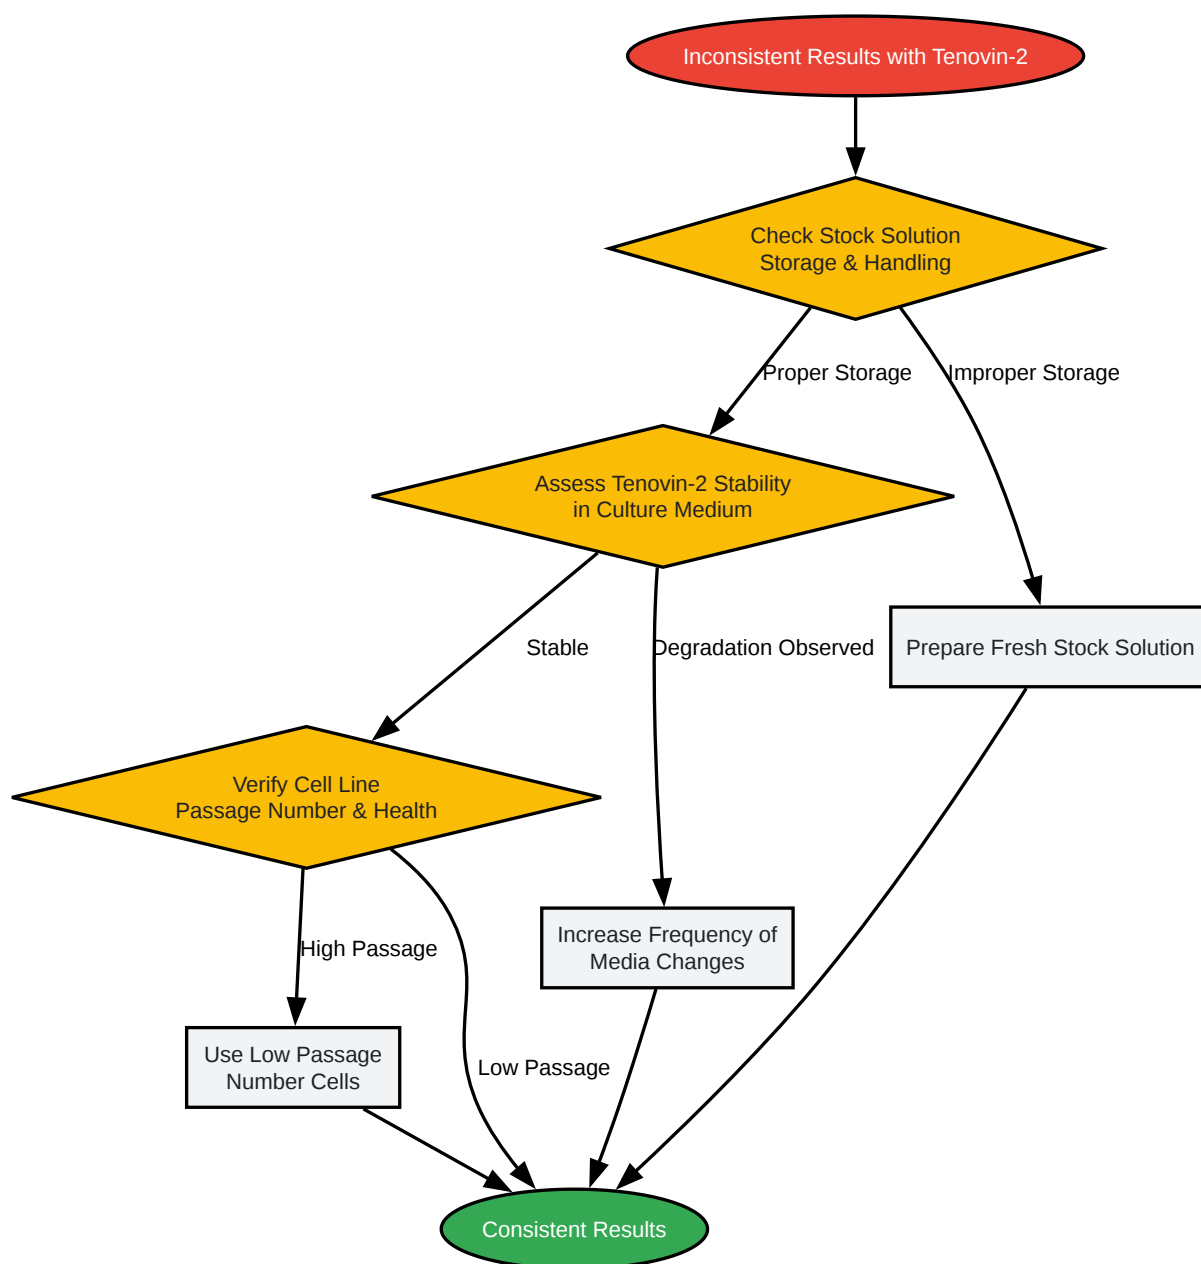 Inconsistent Results with Tenovin-2
Check Stock Solution
Storage & Handling
Proper Storage
Improper Storage
Assess Tenovin-2 Stability
in Culture Medium
Stable
Degradation Observed
Prepare Fresh Stock Solution
Verify Cell Line
Passage Number & Health
High Passage
Increase Frequency of
Media Changes
Use Low Passage
Number Cells
Low Passage
Consistent Results